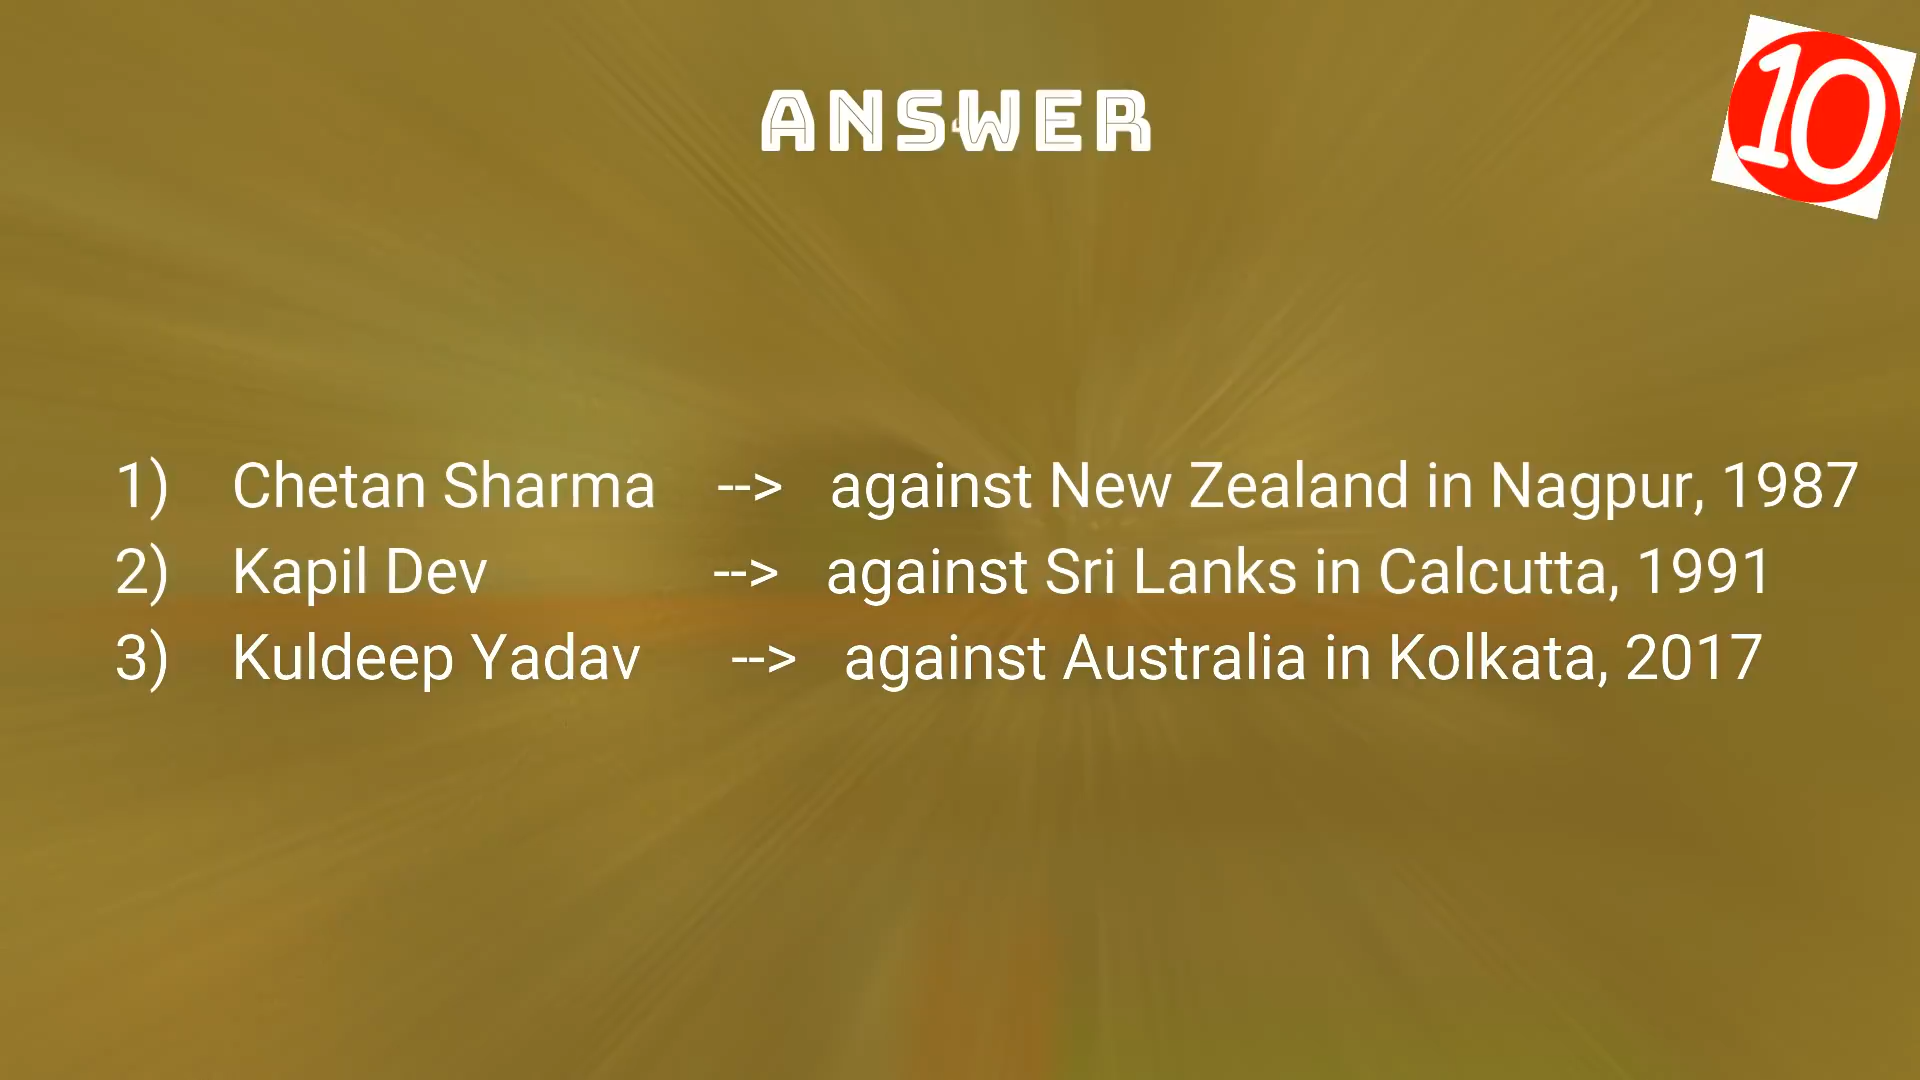 10
ANSWER
1) Chetan Sharma --> against New Zealand in Nagpur, 1987
2) Kapil Dev --> against Sri Lanks in Calcutta, 1991
3) Kuldeep Yadav --> against Australia in Kolkata, 2017